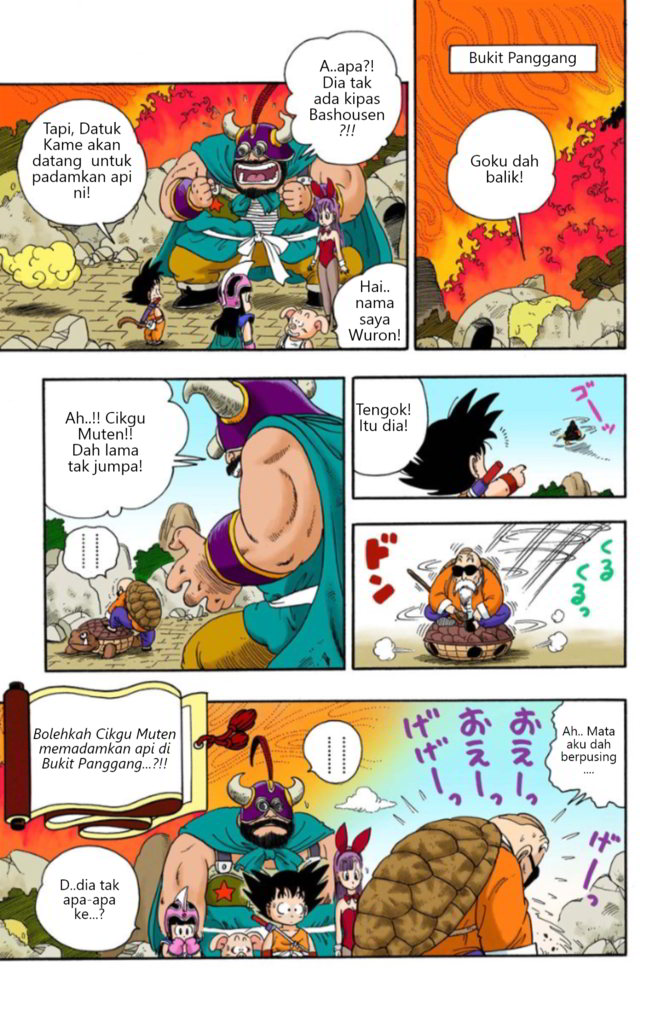 Bukit Panggang
Goku dah
balik!
A..apa?!
Dia tak
ada kipas
Bashousen
?!!
Tapi, Datuk
Kame akan
datang untuk
padamkan api
ni!
Hai..
nama
saya
Wuron!
Tengok!
Itu dia!
ゴーッ
くる
くるっ
ドン
Ah..!! Cikgu
Muten!!
Dah lama
tak jumpa!
Ah.. Mata
aku dah
berpusing
....
おえーっ
おえーっ
げげーっ
げーっ
D..dia tak
apa-apa
ke...?
Bolehkah Cikgu Muten
memadamkan api di
Bukit Panggang...?!!